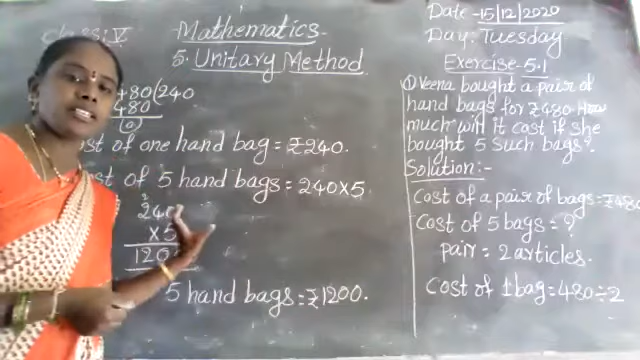 Class: V
Mathematics
5. Unitary Method
480(240
480
(0)
Cost of one hand bag = ₹240.
Cost of 5 hand bags = 240×5
2
240
×5
120
5 hand bags = ₹1200.
Date - 15/12/2020
Day: Tuesday
Exercise-5.1
① Veena bought a pair of
hand bags for ₹480. How
much will it cost if she
bought 5 such bags?
Solution:-
Cost of a pair of bags = ₹480
Cost of 5 bags = ?
pair = 2 articles.
Cost of 1 bag = 480÷2